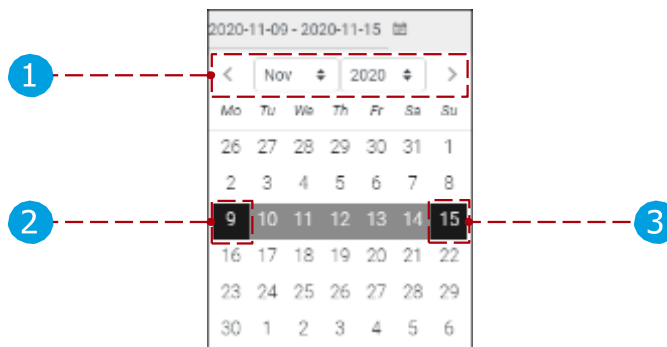 2020-11-09 - 2020-11-15
1 < Nov 2020 >
Mo Tu We Th Fr Sa Su
26 27 28 29 30 31 1
2 3 4 5 6 7 8
2 9 10 11 12 13 14 15 3
16 17 18 19 20 21 22
23 24 25 26 27 28 29
30 1 2 3 4 5 6